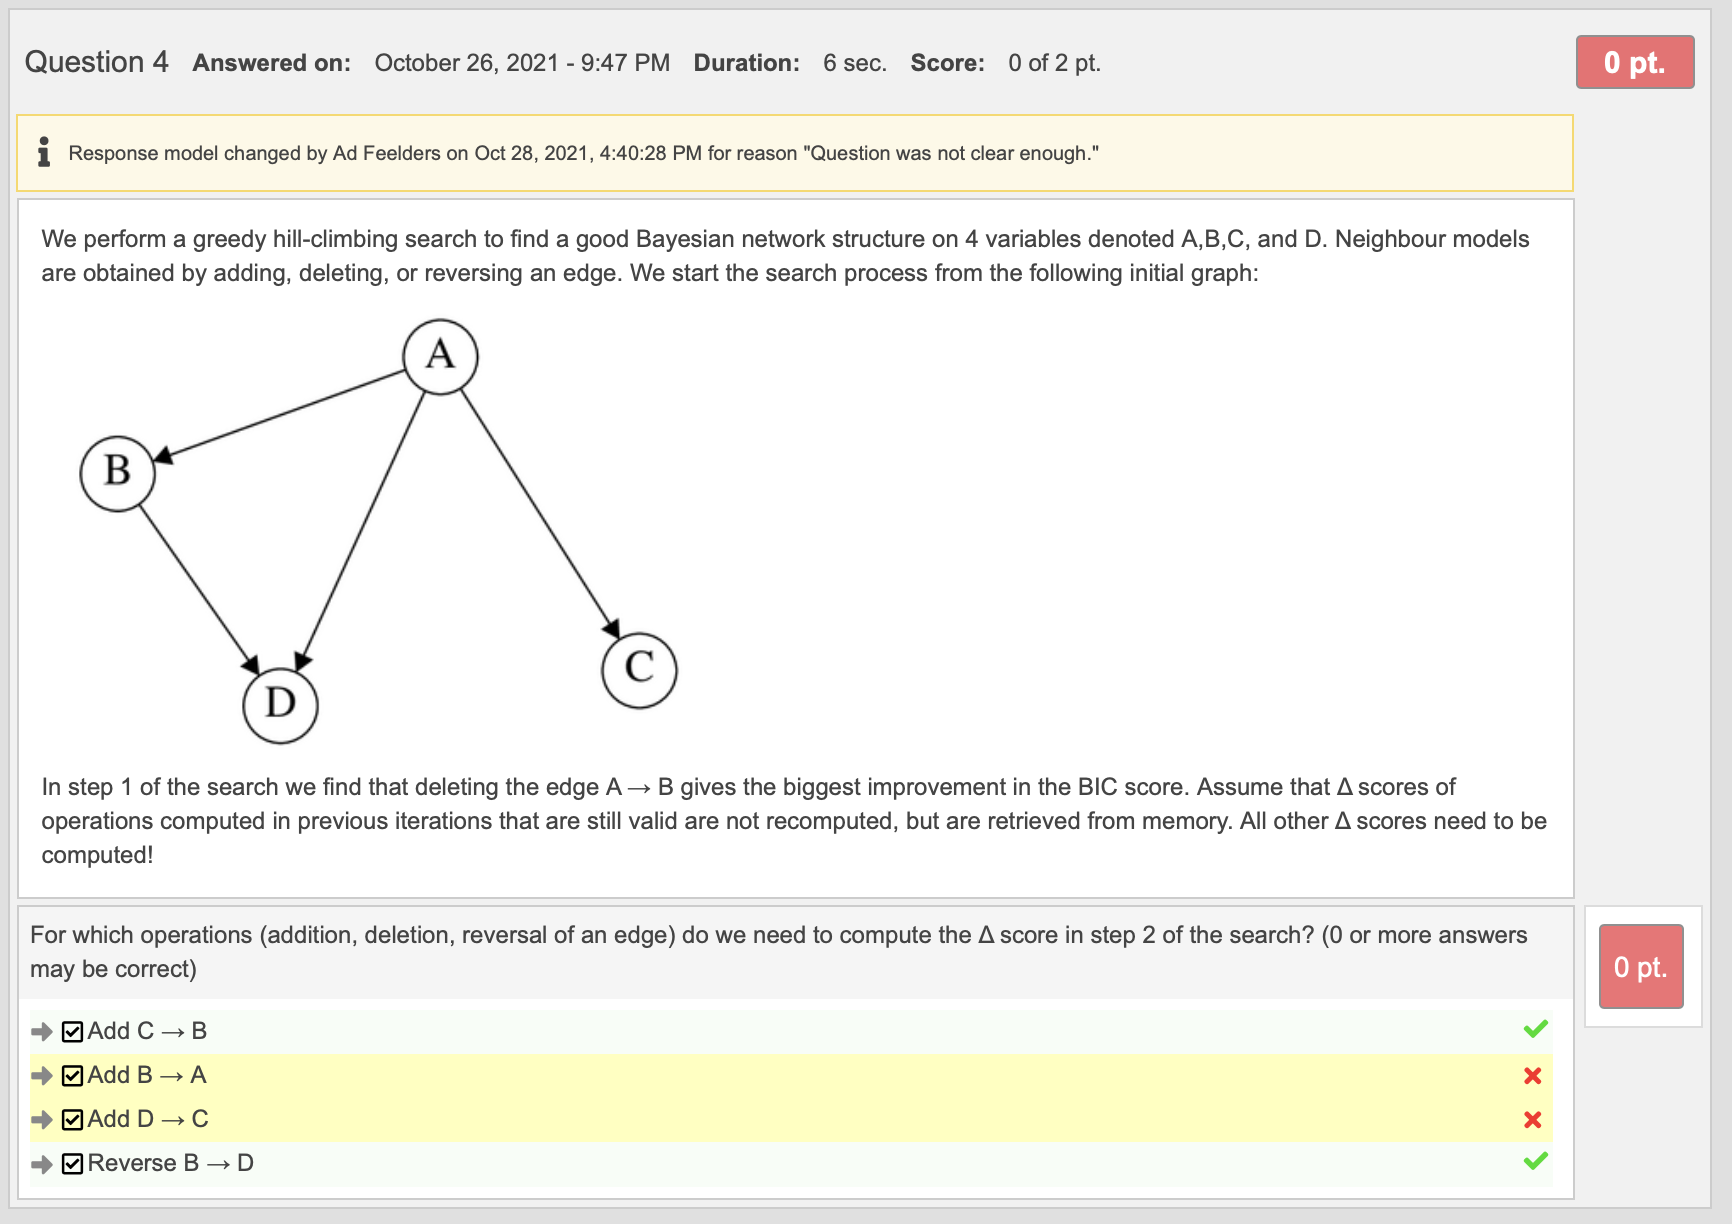 Question 4 Answered on: October 26, 2021 - 9:47 PM Duration: 6 sec. Score: 0 of 2 pt. 0 pt.
Response model changed by Ad Feelders on Oct 28, 2021, 4:40:28 PM for reason "Question was not clear enough."
We perform a greedy hill-climbing search to find a good Bayesian network structure on 4 variables denoted A,B,C, and D. Neighbour models
are obtained by adding, deleting, or reversing an edge. We start the search process from the following initial graph:
A
B
C
D
In step 1 of the search we find that deleting the edge A → B gives the biggest improvement in the BIC score. Assume that Δ scores of
operations computed in previous iterations that are still valid are not recomputed, but are retrieved from memory. All other Δ scores need to be
computed!
For which operations (addition, deletion, reversal of an edge) do we need to compute the Δ score in step 2 of the search? (0 or more answers
may be correct)
0 pt.
Add C → B
Add B → A
Add D → C
Reverse B → D